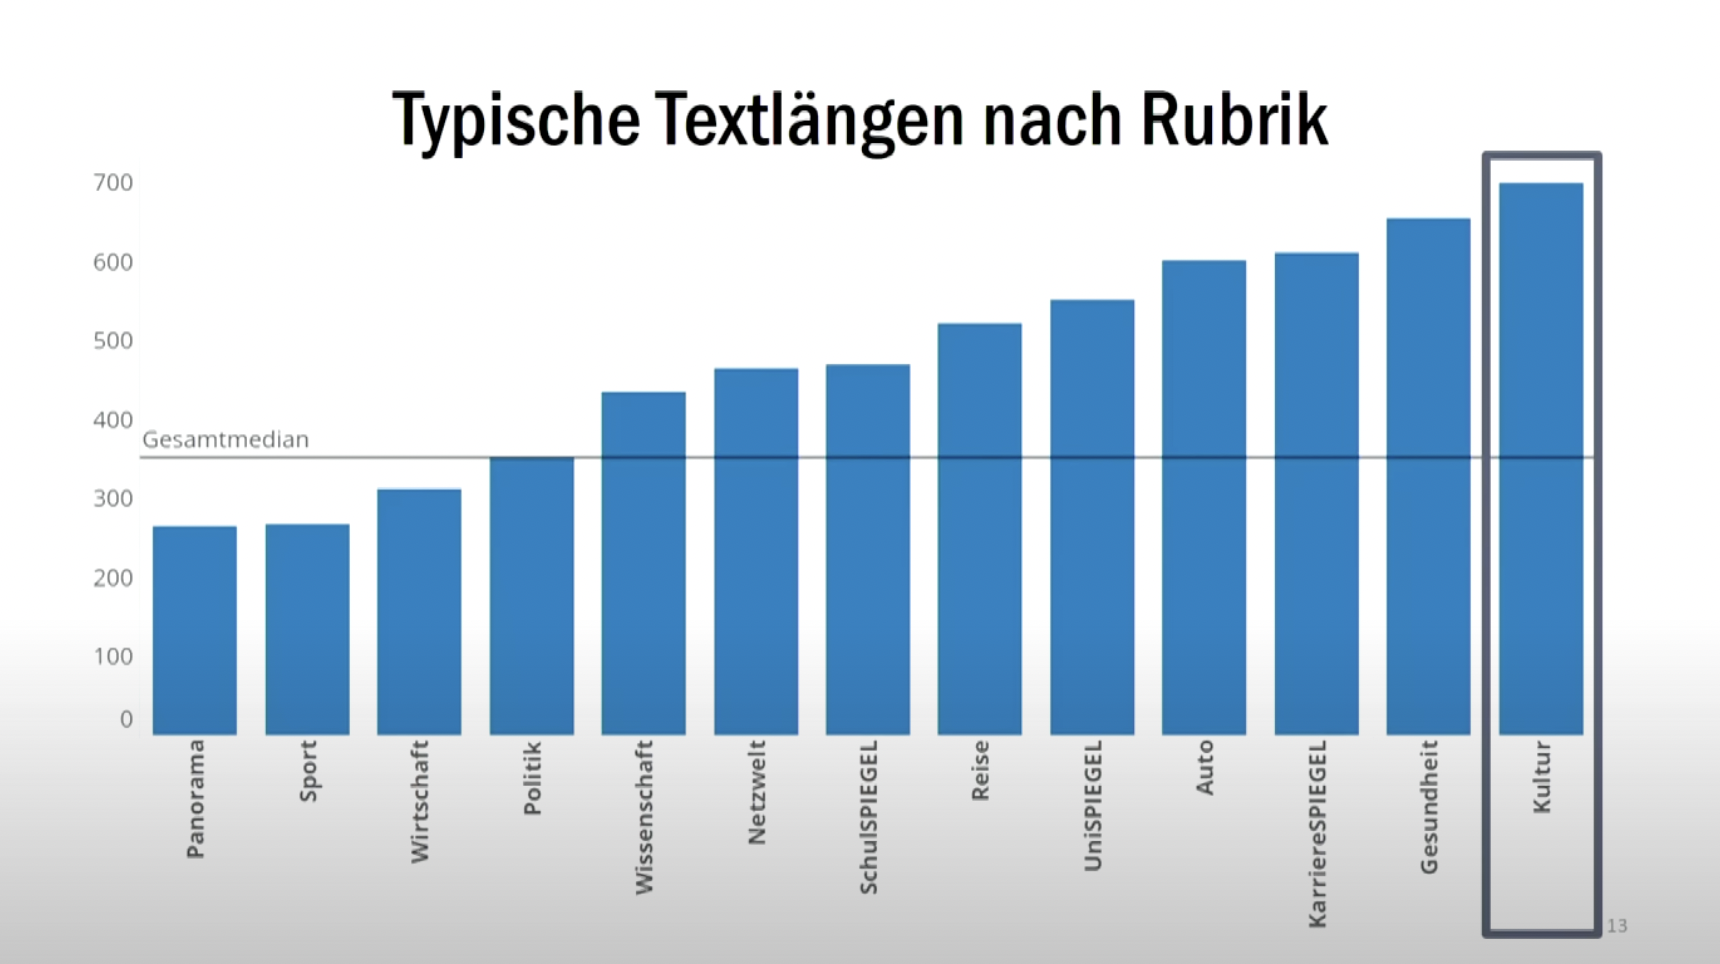 Typische Textlängen nach Rubrik
700
600
500
400
Gesamtmedian
300
200
100
0
Panorama
Sport
Wirtschaft
Politik
Wissenschaft
Netzwelt
SchulSPIEGEL
Reise
UniSPIEGEL
Auto
KarriereSPIEGEL
Gesundheit
Kultur
13